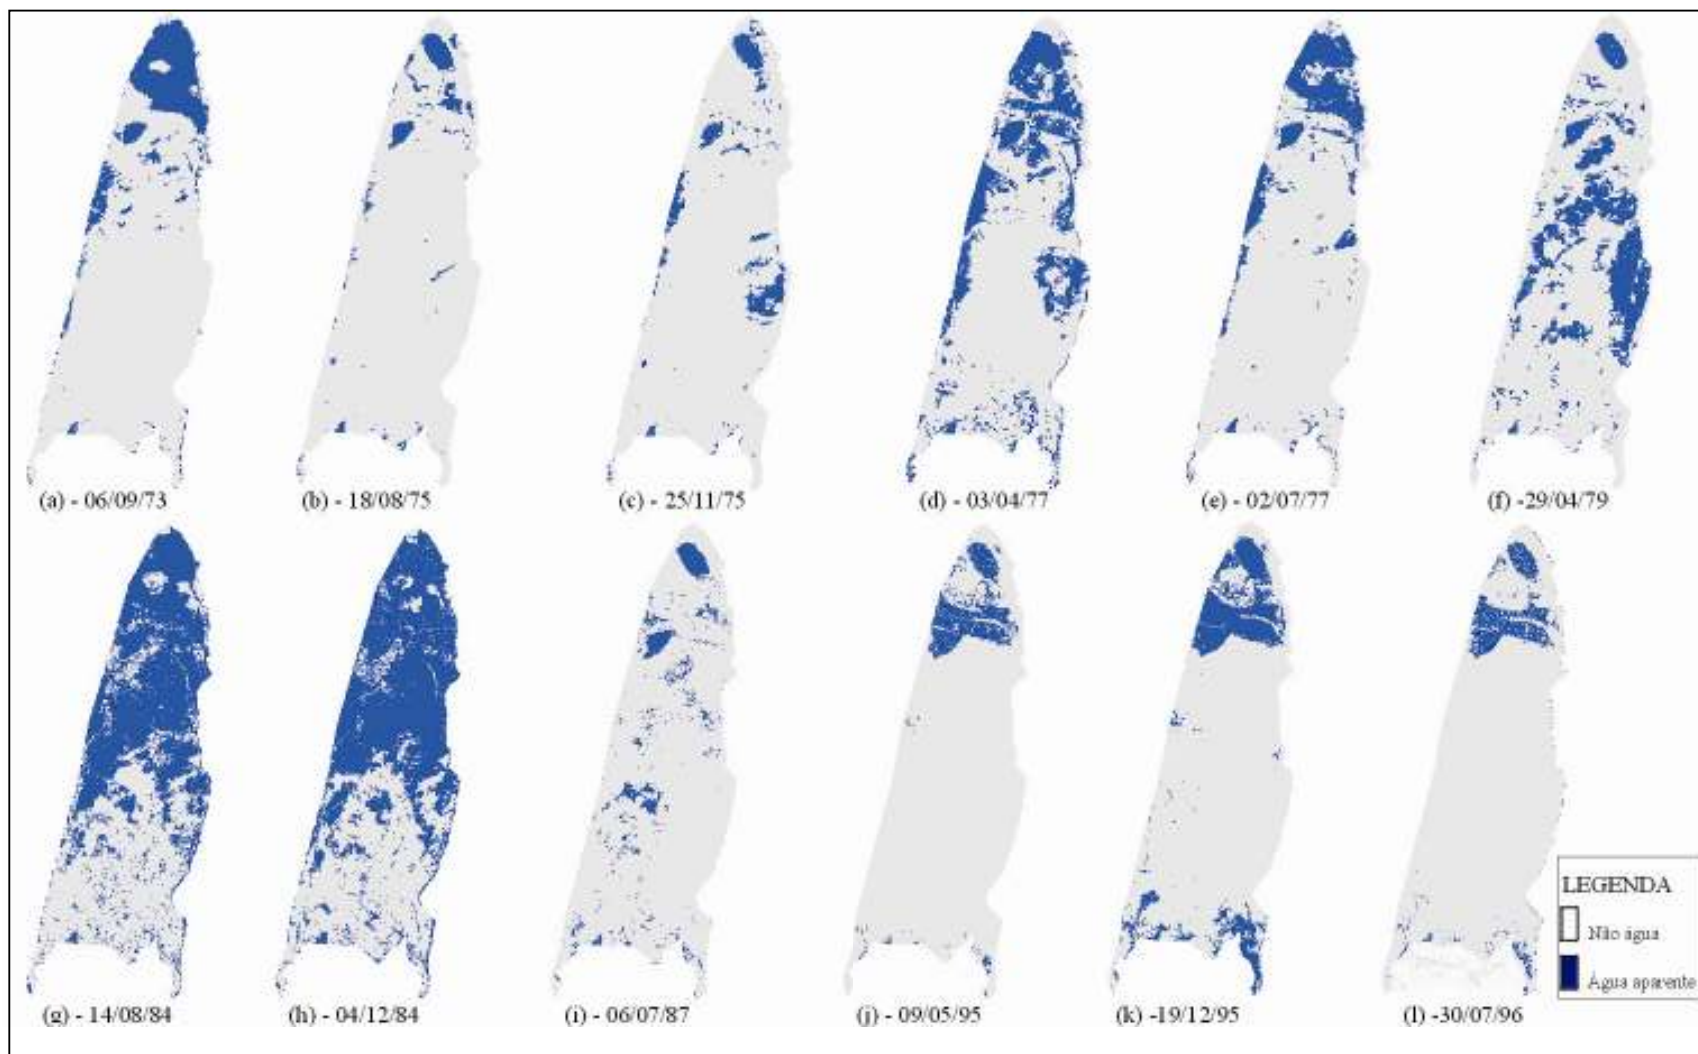 (a) - 06/09/73
(b) - 18/08/75
(c) - 25/11/75
(d) - 03/04/77
(e) - 02/07/77
(f) -29/04/79
(g) - 14/08/84
(h) - 04/12/84
(i) - 06/07/87
(j) - 09/05/95
(k) -19/12/95
(l) -30/07/96
LEGENDA
Não água
Água aparente